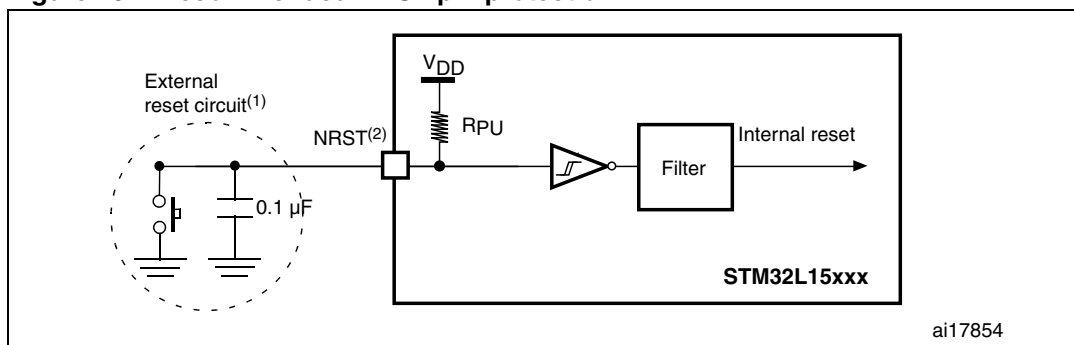 External
reset circuit(1)
VDD
RPU
NRST(2)
Internal reset
Filter
0.1 µF
STM32L15xxx
ai17854